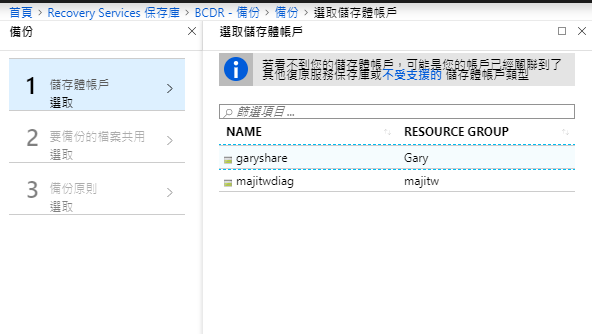 首頁 > Recovery Services 保存庫 > BCDR - 備份 > 備份 > 選取儲存體帳戶
備份
1 儲存體帳戶
選取
2 要備份的檔案共用
選取
3 備份原則
選取
選取儲存體帳戶
若看不到您的儲存體帳戶，可能是您的帳戶已經關聯到了
其他復原服務保存庫或不受支援的 儲存體帳戶類型
篩選項目 ...
NAME RESOURCE GROUP
garyshare Gary
majitwdiag majitw